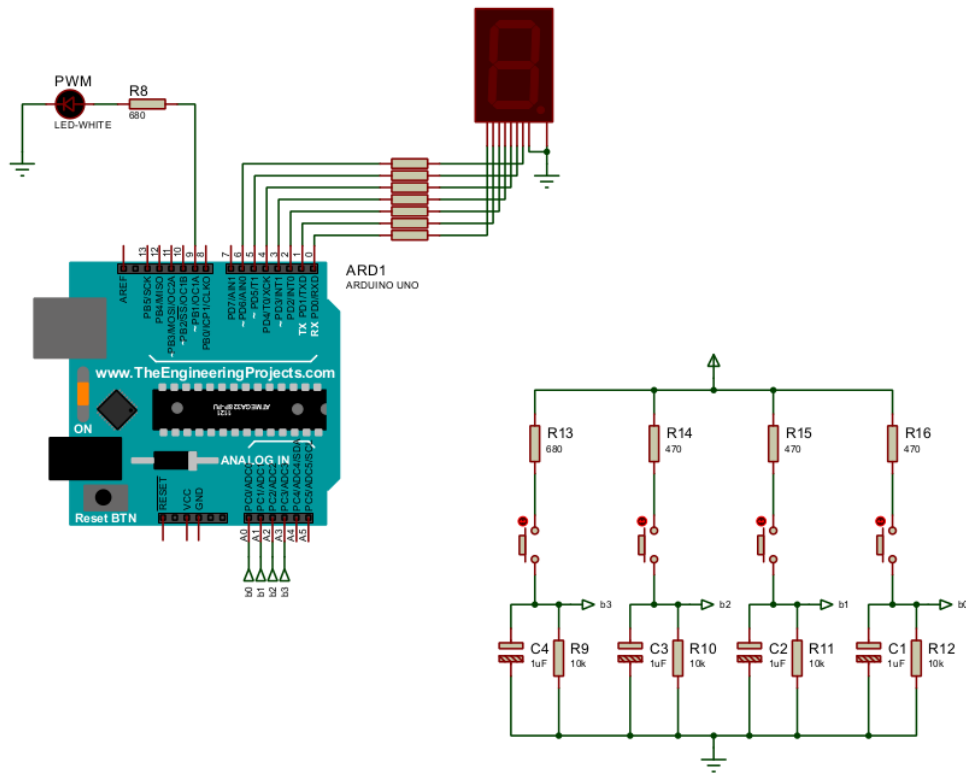 PWM
LED-WHITE
R8
680
AREF
13
12
11
10
9
8
7
6
5
4
3
2
1
0
PB5/SCK
PB4/MISO
~PB3/MOSI/OC2A
~PB2/SS/OC1B
~PB1/OC1A
PB0/ICP1/CLKO
PD7/AIN1
~PD6/AIN0
~PD5/T1
PD4/T0/XCK
~PD3/INT1
PD2/INT0
TX PD1/TXD
RX PD0/RXD
ARD1
ARDUINO UNO
www.TheEngineeringProjects.com
1121
ATMEGA328P-PU
ON
ANALOG IN
Reset BTN
RESET
VCC
GND
PC0/ADC0
PC1/ADC1
PC2/ADC2
PC3/ADC3
PC4/ADC4/SDA
PC5/ADC5/SCL
A0
A1
A2
A3
A4
A5
b0
b1
b2
b3
R13
680
R14
470
R15
470
R16
470
b3
b2
b1
b0
C4
1uF
R9
10k
C3
1uF
R10
10k
C2
1uF
R11
10k
C1
1uF
R12
10k